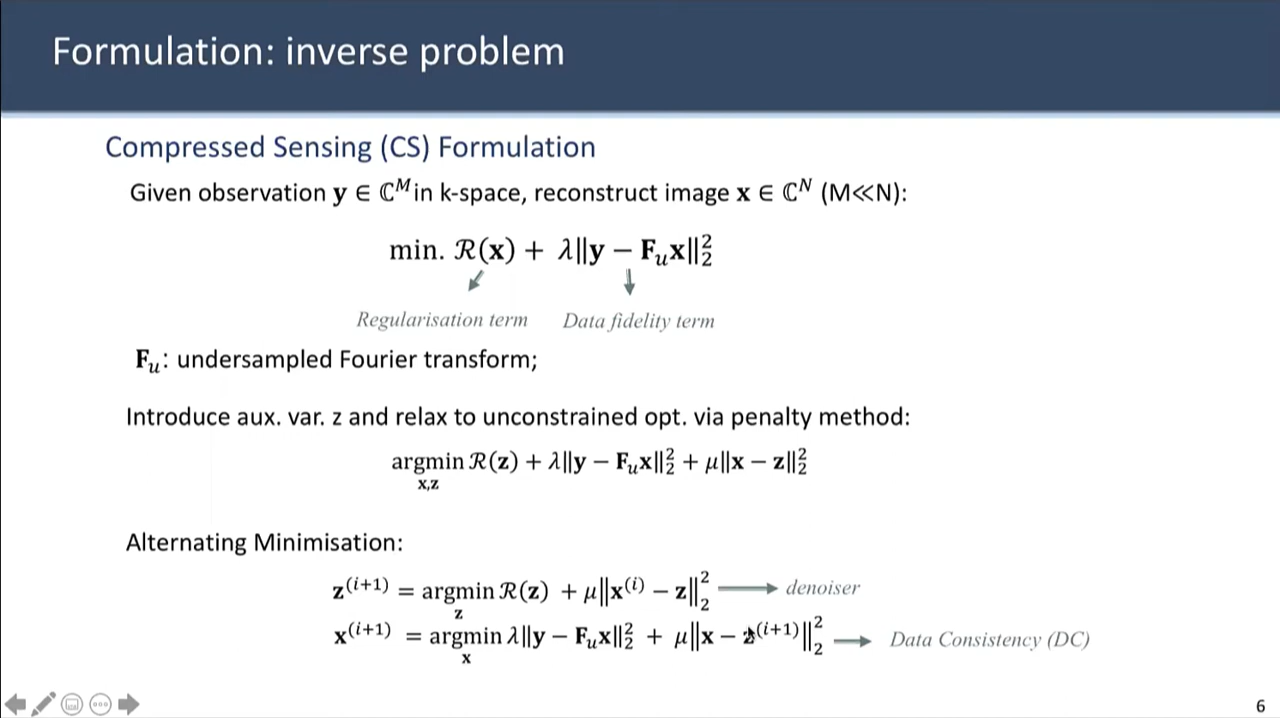 Formulation: inverse problem
Compressed Sensing (CS) Formulation
Given observation 𝐲 ∈ ℂ^M in k-space, reconstruct image 𝐱 ∈ ℂ^N (M≪N):
min. ℛ(𝐱) + λ||𝐲 − 𝐅_u𝐱||_2^2
Regularisation term Data fidelity term
𝐅_u: undersampled Fourier transform;
Introduce aux. var. z and relax to unconstrained opt. via penalty method:
argmin ℛ(𝐳) + λ||𝐲 − 𝐅_u𝐱||_2^2 + μ||𝐱 − 𝐳||_2^2
𝐱,𝐳
Alternating Minimisation:
𝐳^(i+1) = argmin ℛ(𝐳) + μ||𝐱^(i) − 𝐳||_2^2 denoiser
𝐳
𝐱^(i+1) = argmin λ||𝐲 − 𝐅_u𝐱||_2^2 + μ||𝐱 − 𝐳^(i+1)||_2^2 Data Consistency (DC)
𝐱
6